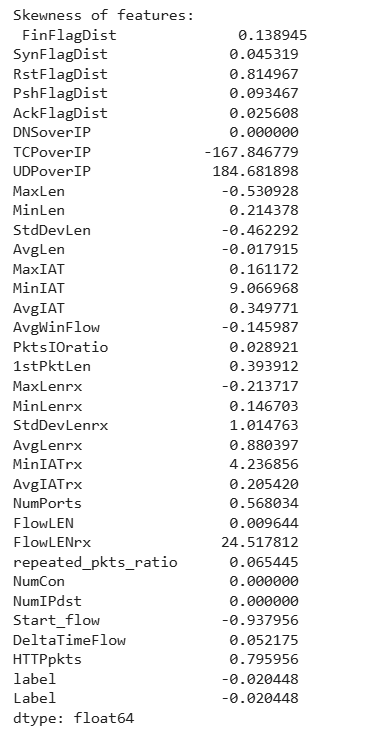 Skewness of features:
FinFlagDist 0.138945
SynFlagDist 0.045319
RstFlagDist 0.814967
PshFlagDist 0.093467
AckFlagDist 0.025608
DNSoverIP 0.000000
TCPoverIP -167.846779
UDPoverIP 184.681898
MaxLen -0.530928
MinLen 0.214378
StdDevLen -0.462292
AvgLen -0.017915
MaxIAT 0.161172
MinIAT 9.066968
AvgIAT 0.349771
AvgWinFlow -0.145987
PktsIOratio 0.028921
1stPktLen 0.393912
MaxLenrx -0.213717
MinLenrx 0.146703
StdDevLenrx 1.014763
AvgLenrx 0.880397
MinIATrx 4.236856
AvgIATrx 0.205420
NumPorts 0.568034
FlowLEN 0.009644
FlowLENrx 24.517812
repeated_pkts_ratio 0.065445
NumCon 0.000000
NumIPdst 0.000000
Start_flow -0.937956
DeltaTimeFlow 0.052175
HTTPpkts 0.795956
label -0.020448
Label -0.020448
dtype: float64